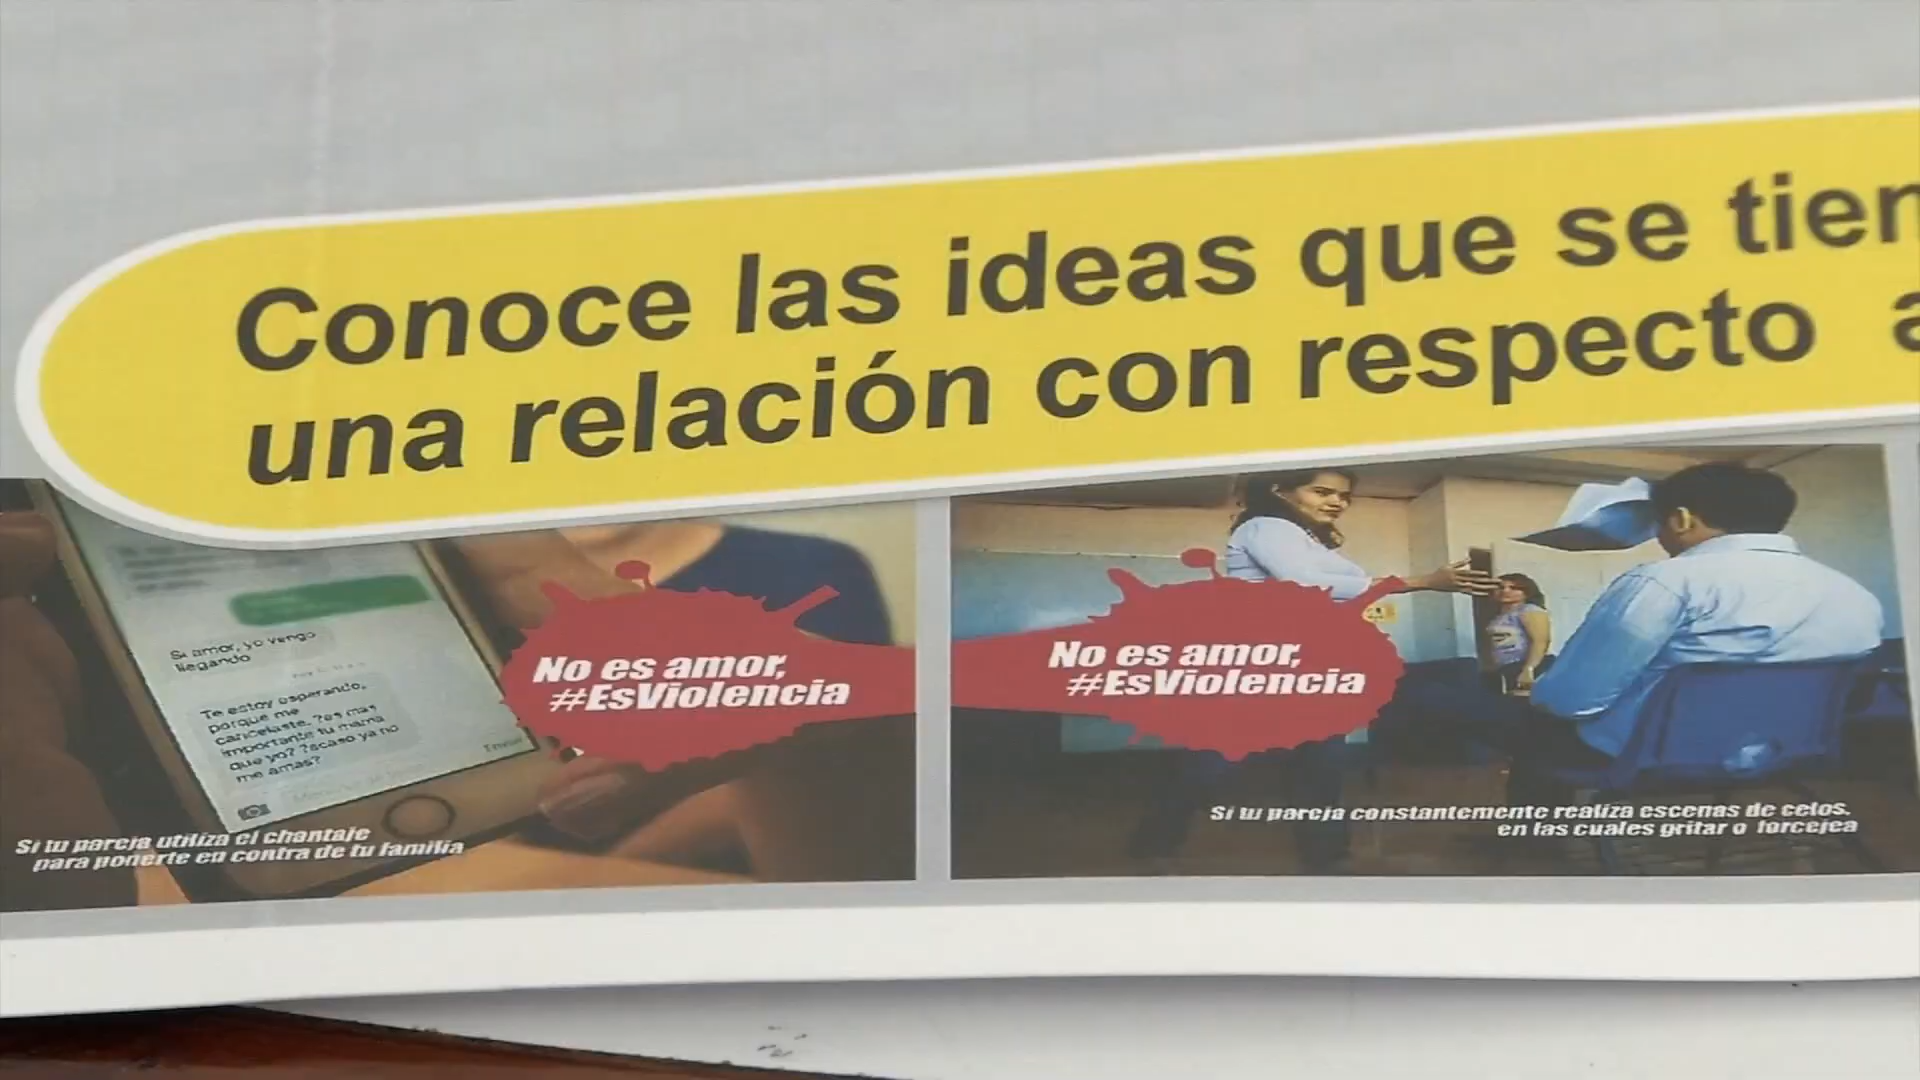 Conoce las ideas que se tien
una relación con respecto a
Si amor, yo vengo
llegando
Te estoy esperando,
porque me
cancelaste, ?es mas
importante tu mama
que yo? ?acaso ya no
me amas?
Enviar
No es amor,
#EsViolencia
Si tu pareja utiliza el chantaje
para ponerte en contra de tu familia
No es amor,
#EsViolencia
Si tu pareja constantemente realiza escenas de celos.
en las cuales gritar o forcejea